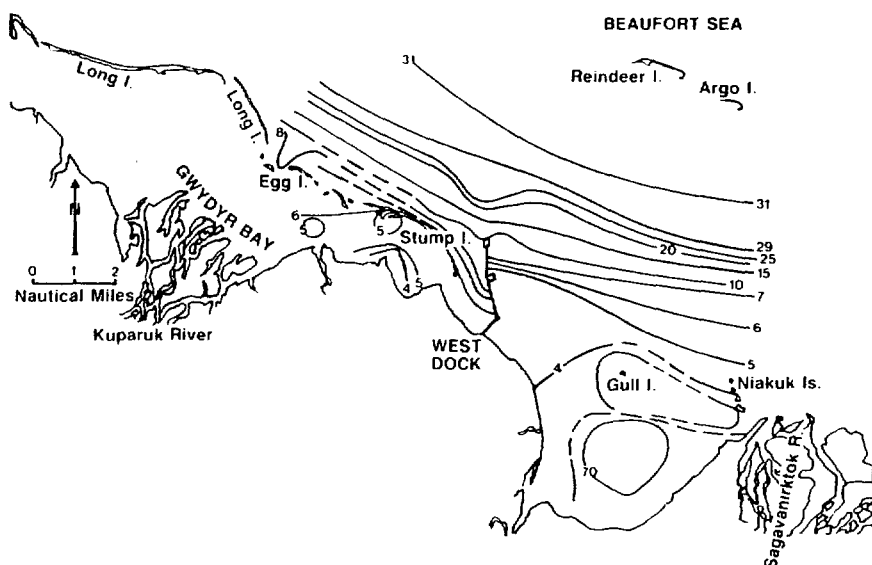 BEAUFORT SEA
31
Reindeer I.
Argo I.
Long I.
Long I.
8
Egg I.
GWYDYR BAY
N
6
5
5
Stump I.
31
20
29
25
15
10
7
6
5
0 1 2
Nautical Miles
4
5
Kuparuk River
WEST
DOCK
4
Gull I.
Niakuk Is.
Sagavanirktok R.